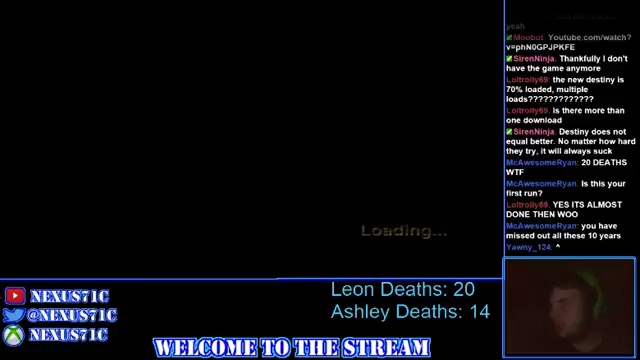 yeah
Moobot: Youtube.com/watch?
v=phN0GPJPKFE
SirenNinja: Thankfully I don't
have the game anymore
Loltrolly69: the new destiny is
70% loaded, multiple
loads?????????????
Loltrolly69: is there more than
one download
SirenNinja: Destiny does not
equal better. No matter how hard
they try, it will always suck
McAwesomeRyan: 20 DEATHS
WTF
McAwesomeRyan: Is this your
first run?
Loltrolly69: YES ITS ALMOST
DONE THEN WOO
McAwesomeRyan: you have
missed out all these 10 years
Yawny_124: ^
Loading...
Leon Deaths: 20
Ashley Deaths: 14
NEXUS71C
@NEXUS71C
NEXUS71C
WELCOME TO THE STREAM